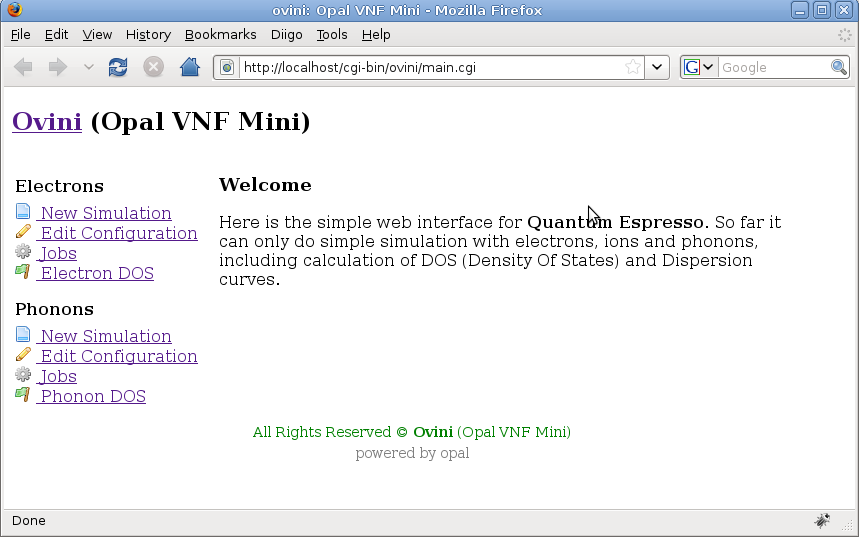 ovini: Opal VNF Mini - Mozilla Firefox
File Edit View History Bookmarks Diigo Tools Help
http://localhost/cgi-bin/ovini/main.cgi
G Google
Ovini (Opal VNF Mini)
Electrons
New Simulation
Edit Configuration
Jobs
Electron DOS
Phonons
New Simulation
Edit Configuration
Jobs
Phonon DOS
Welcome
Here is the simple web interface for Quantum Espresso. So far it
can only do simple simulation with electrons, ions and phonons,
including calculation of DOS (Density Of States) and Dispersion
curves.
All Rights Reserved © Ovini (Opal VNF Mini)
powered by opal
Done